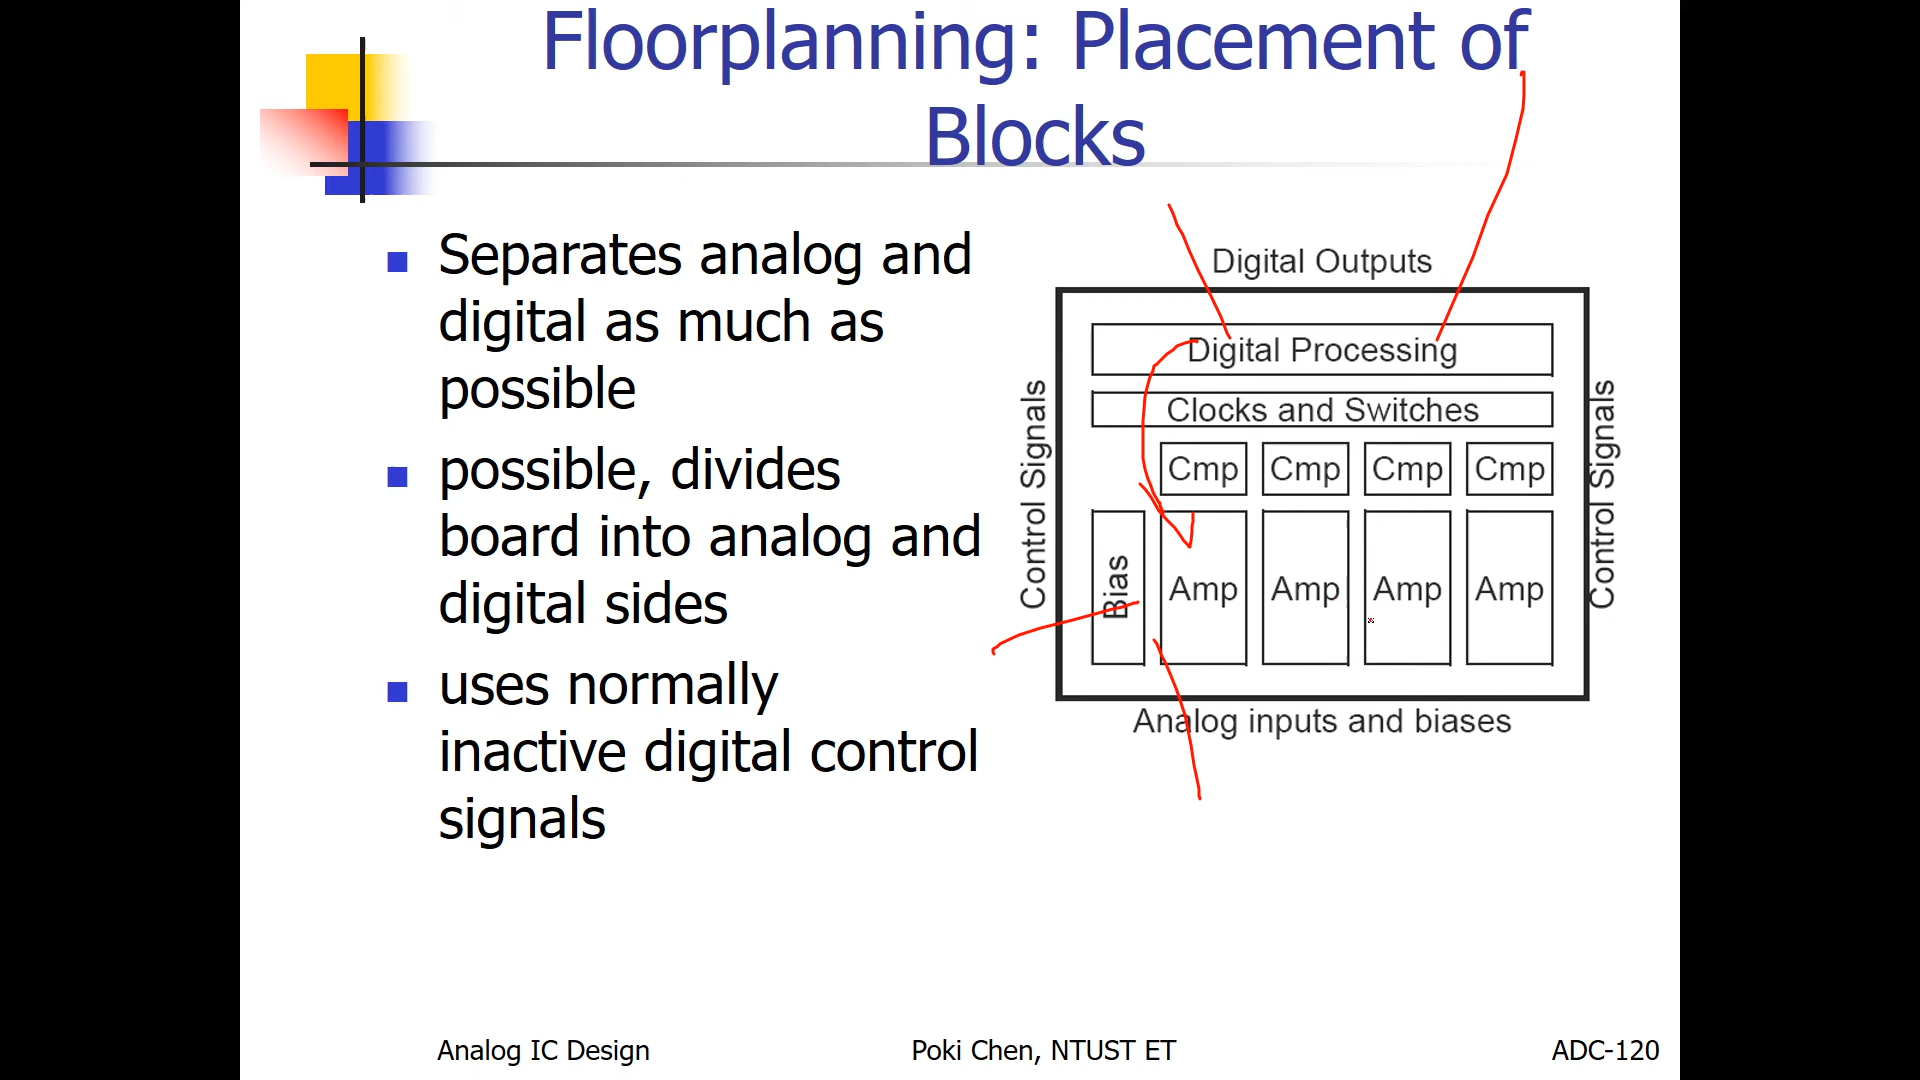 Floorplanning: Placement of
Blocks
Separates analog and
digital as much as
possible
possible, divides
board into analog and
digital sides
uses normally
inactive digital control
signals
Digital Outputs
Control Signals
Digital Processing
Clocks and Switches
Cmp Cmp Cmp Cmp
Bias
Amp Amp Amp Amp
Control Signals
Analog inputs and biases
Analog IC Design
Poki Chen, NTUST ET
ADC-120